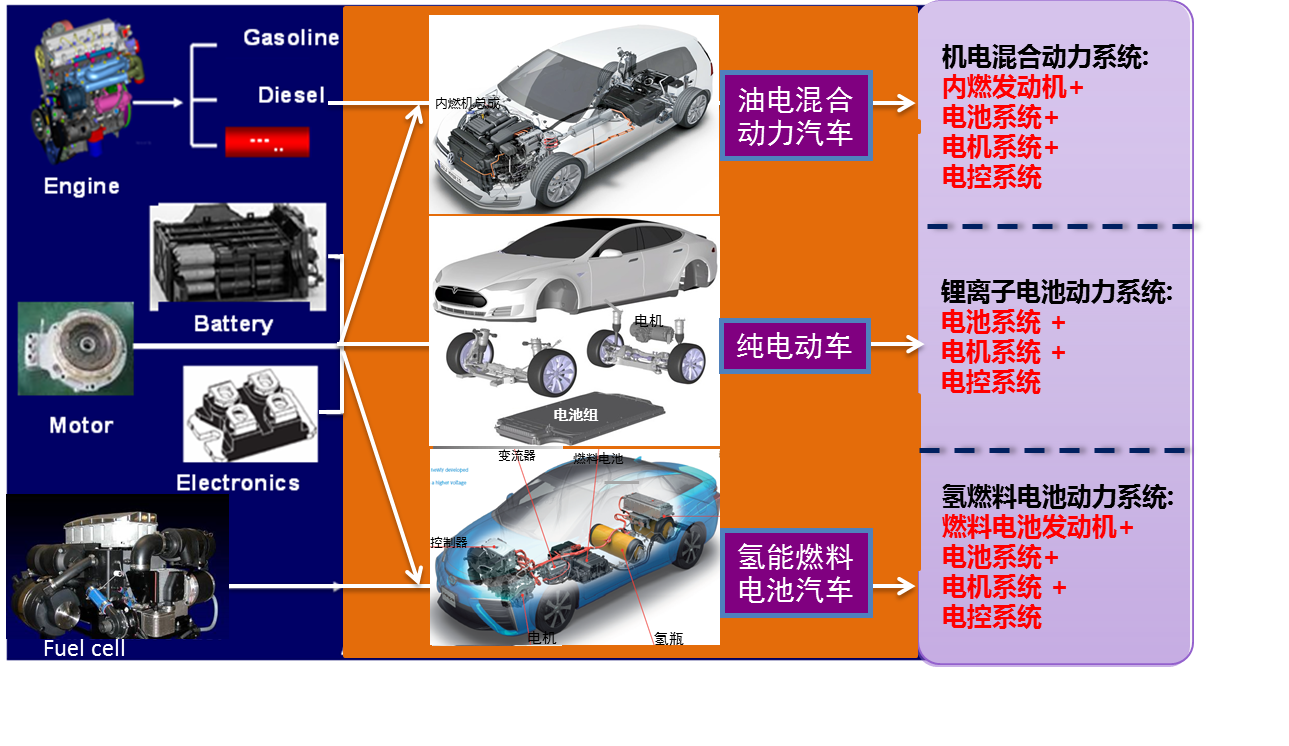 Gasoline
Diesel
... ..
Engine
Battery
Motor
Electronics
Fuel cell
内燃机总成
电机
电池组
变流器
燃料电池
newly developed
a higher voltage
控制器
电机
氢瓶
油电混合
动力汽车
纯电动车
氢能燃料
电池汽车
机电混合动力系统:
内燃发动机+
电池系统+
电机系统+
电控系统
锂离子电池动力系统:
电池系统 +
电机系统 +
电控系统
氢燃料电池动力系统:
燃料电池发动机+
电池系统+
电机系统 +
电控系统